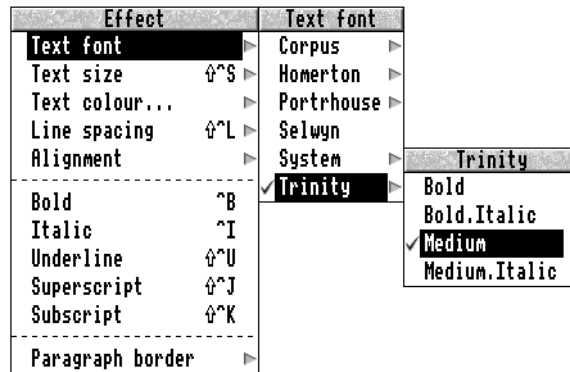 Effect
Text font
Text size ⇧^S
Text colour...
Line spacing ⇧^L
Alignment
Bold ^B
Italic ^I
Underline ⇧^U
Superscript ⇧^J
Subscript ⇧^K
Paragraph border
Text font
Corpus
Homerton
Portrhouse
Selwyn
System
✓Trinity
Trinity
Bold
Bold.Italic
✓Medium
Medium.Italic